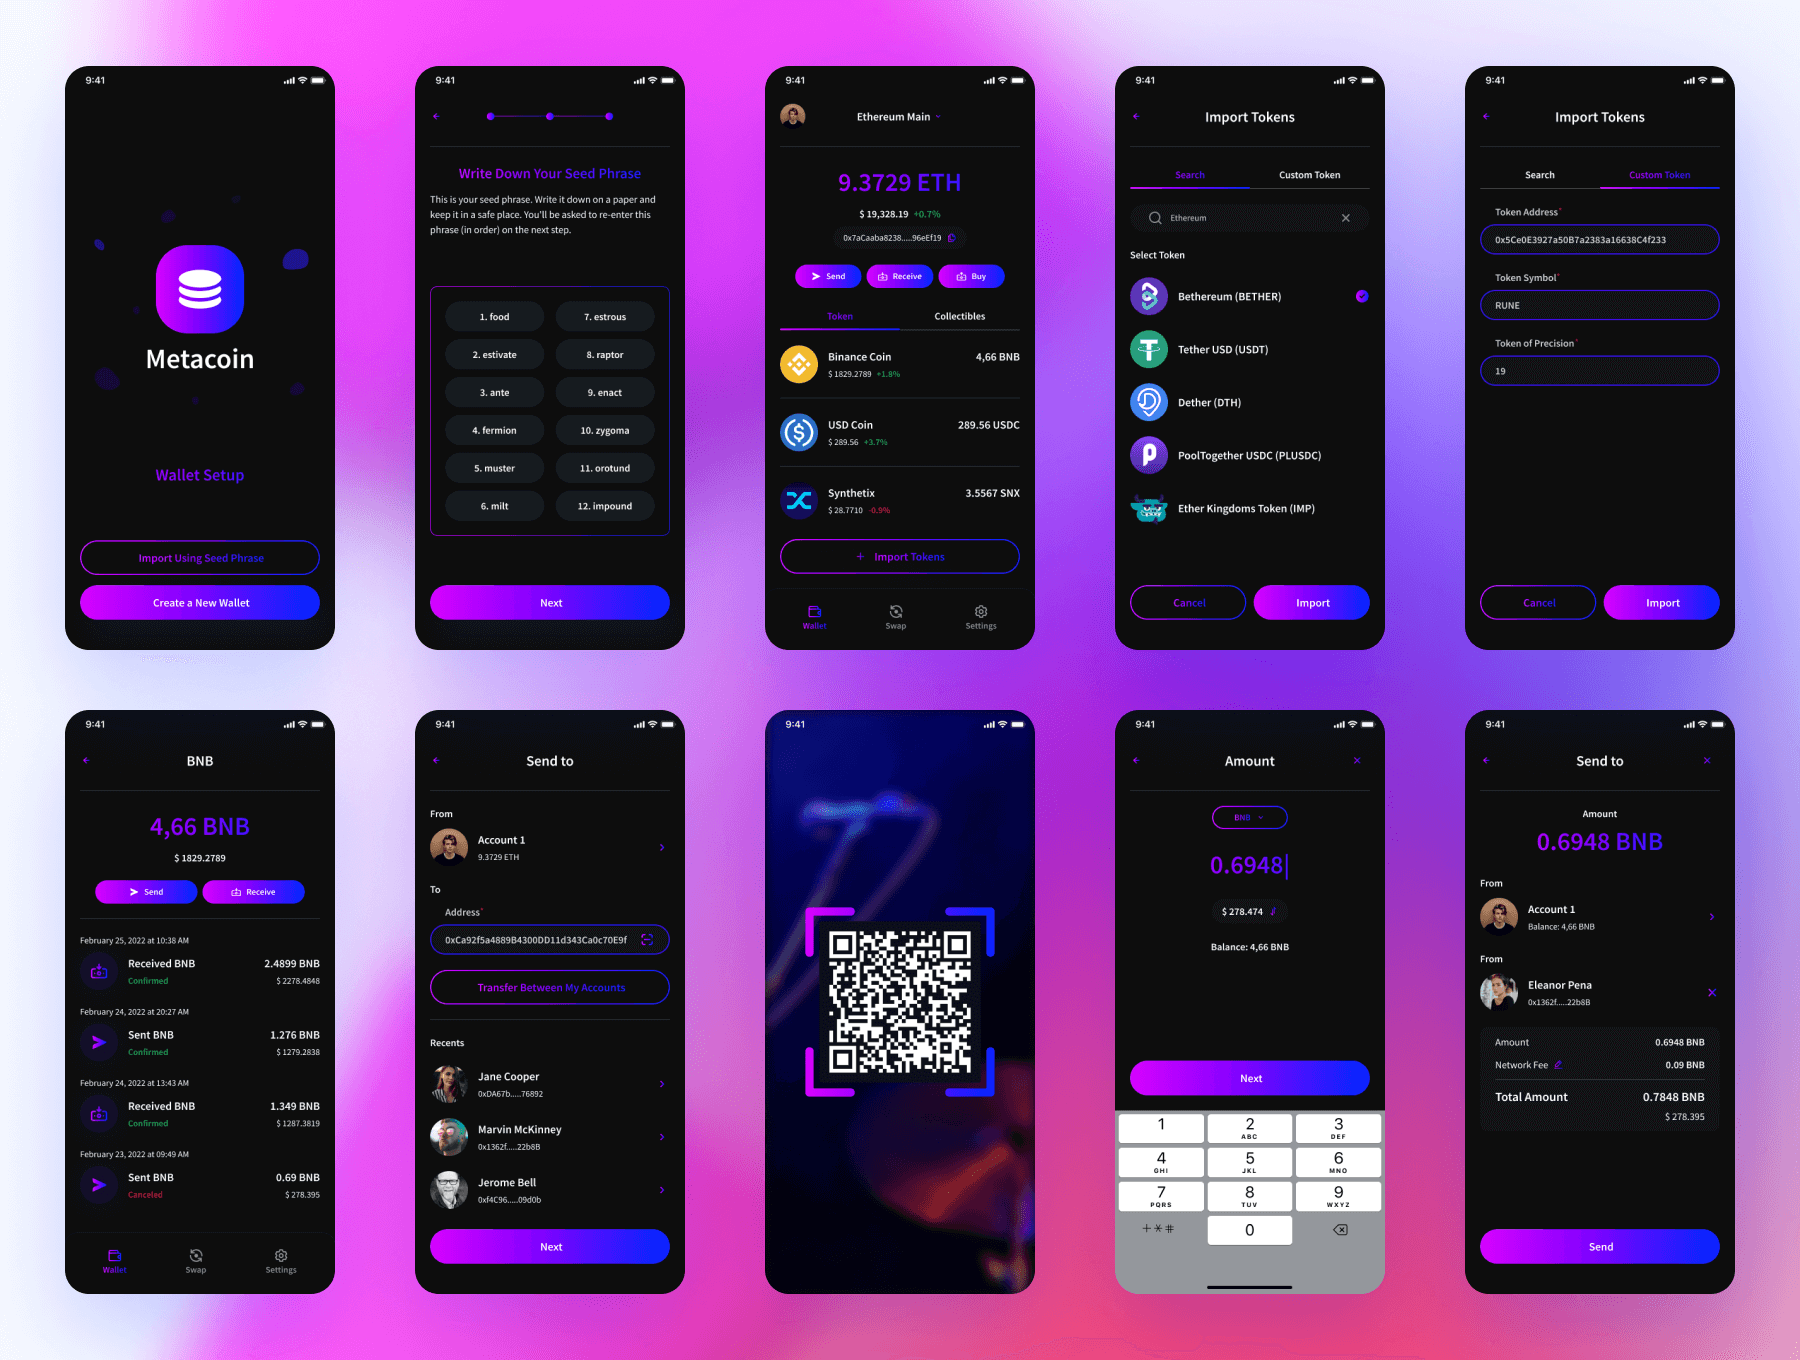 9:41
Metacoin
Wallet Setup
Import Using Seed Phrase
Create a New Wallet
9:41
Write Down Your Seed Phrase
This is your seed phrase. Write it down on a paper and
keep it in a safe place. You'll be asked to re-enter this
phrase (in order) on the next step.
1. food 7. estrous
2. estivate 8. raptor
3. ante 9. enact
4. fermion 10. zygoma
5. muster 11. orotund
6. milt 12. impound
Next
9:41
Ethereum Main
9.3729 ETH
$ 19,328.19 +0.7%
0x7aCaaba8238.....96eEf19
Send Receive Buy
Token Collectibles
Binance Coin 4,66 BNB
$ 1829.2789 +1.8%
USD Coin 289.56 USDC
$ 289.56 +3.7%
Synthetix 3.5567 SNX
$ 28.7710 -6.9%
+ Import Tokens
Wallet Swap Settings
9:41
Import Tokens
Search Custom Token
Ethereum
Select Token
Bethereum (BETHER)
Tether USD (USDT)
Dether (DTH)
PoolTogether USDC (PLUSDC)
Ether Kingdoms Token (IMP)
Cancel Import
9:41
Import Tokens
Search Custom Token
Token Address*
0x5Ce0E3927a50B7a2383a16638C4f233
Token Symbol*
RUNE
Token of Precision*
19
Cancel Import
9:41
BNB
4,66 BNB
$ 1829.2789
Send Receive
February 25, 2022 at 10:38 AM
Received BNB 2.4899 BNB
Confirmed $ 2278.4848
February 24, 2022 at 20:27 AM
Sent BNB 1.276 BNB
Confirmed $ 1279.2838
February 24, 2022 at 13:43 AM
Received BNB 1.349 BNB
Confirmed $ 1287.3819
February 23, 2022 at 09:49 AM
Sent BNB 0.69 BNB
Canceled $ 278.395
Wallet Swap Settings
9:41
Send to
From
Account 1
9.3729 ETH
To
Address*
0xCa92f5a4889B4300DD11d343Ca0c70E9f
Transfer Between My Accounts
Recents
Jane Cooper
0xDA67b.....76892
Marvin McKinney
0x1362f.....22b8B
Jerome Bell
0xf4C96.....09d0b
Next
9:41
9:41
Amount
BNB
0.6948
$ 278.474
Balance: 4,66 BNB
Next
1 2 3
ABC DEF
4 5 6
GHI JKL MNO
7 8 9
PQRS TUV WXYZ
+*# 0
9:41
Send to
Amount
0.6948 BNB
From
Account 1
Balance: 4,66 BNB
From
Eleanor Pena
0x1362f.....22b8B
Amount 0.6948 BNB
Network Fee 0.09 BNB
Total Amount 0.7848 BNB
$ 278.395
Send